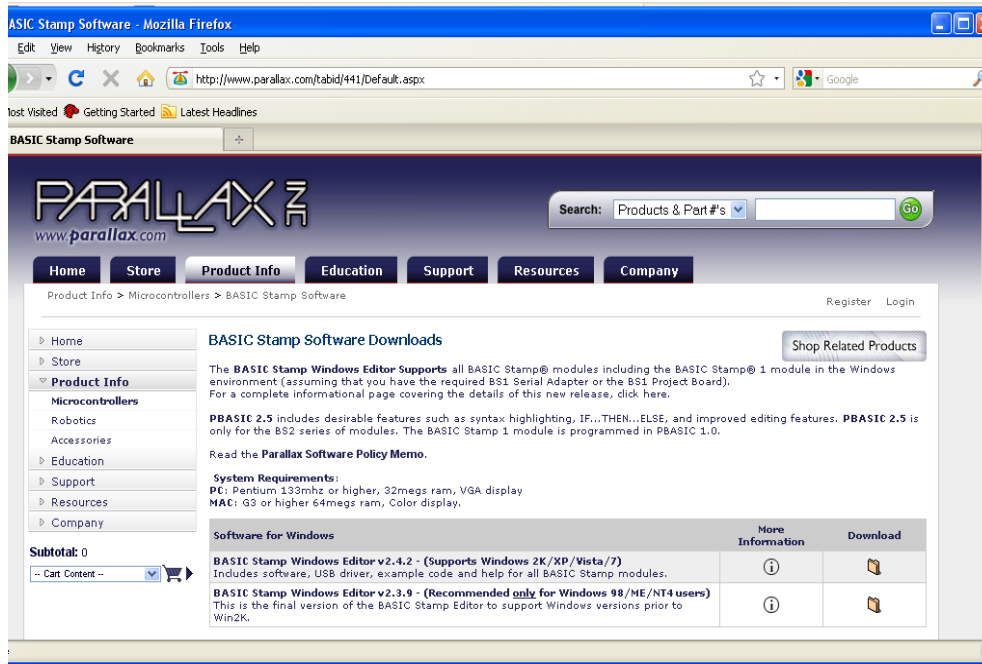 ASIC Stamp Software - Mozilla Firefox
Edit View History Bookmarks Tools Help
http://www.parallax.com/tabid/441/Default.aspx
Google
Most Visited Getting Started Latest Headlines
BASIC Stamp Software
PARALLAX INC
www.parallax.com
Search: Products & Part #'s Go
Home Store Product Info Education Support Resources Company
Product Info > Microcontrollers > BASIC Stamp Software
Register Login
Home
Store
Product Info
Microcontrollers
Robotics
Accessories
Education
Support
Resources
Company
Subtotal: 0
-- Cart Content --
BASIC Stamp Software Downloads
Shop Related Products
The BASIC Stamp Windows Editor Supports all BASIC Stamp® modules including the BASIC Stamp® 1 module in the Windows
environment (assuming that you have the required BS1 Serial Adapter or the BS1 Project Board).
For a complete informational page covering the details of this new release, click here.
PBASIC 2.5 includes desirable features such as syntax highlighting, IF...THEN...ELSE, and improved editing features. PBASIC 2.5 is
only for the BS2 series of modules. The BASIC Stamp 1 module is programmed in PBASIC 1.0.
Read the Parallax Software Policy Memo.
System Requirements:
PC: Pentium 133mhz or higher, 32megs ram, VGA display
MAC: G3 or higher 64megs ram, Color display.
Software for Windows
More
Information
Download
BASIC Stamp Windows Editor v2.4.2 - (Supports Windows 2K/XP/Vista/7)
Includes software, USB driver, example code and help for all BASIC Stamp modules.
BASIC Stamp Windows Editor v2.3.9 - (Recommended only for Windows 98/ME/NT4 users)
This is the final version of the BASIC Stamp Editor to support Windows versions prior to
Win2K.